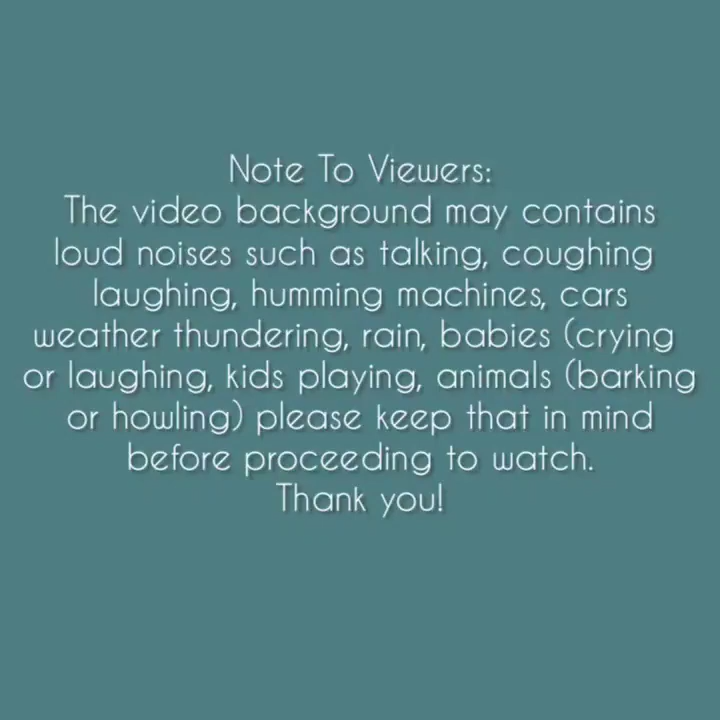 Note To Viewers:
The video background may contains
loud noises such as talking, coughing
laughing, humming machines, cars
weather thundering, rain, babies (crying
or laughing, kids playing, animals (barking
or howling) please keep that in mind
before proceeding to watch.
Thank you!